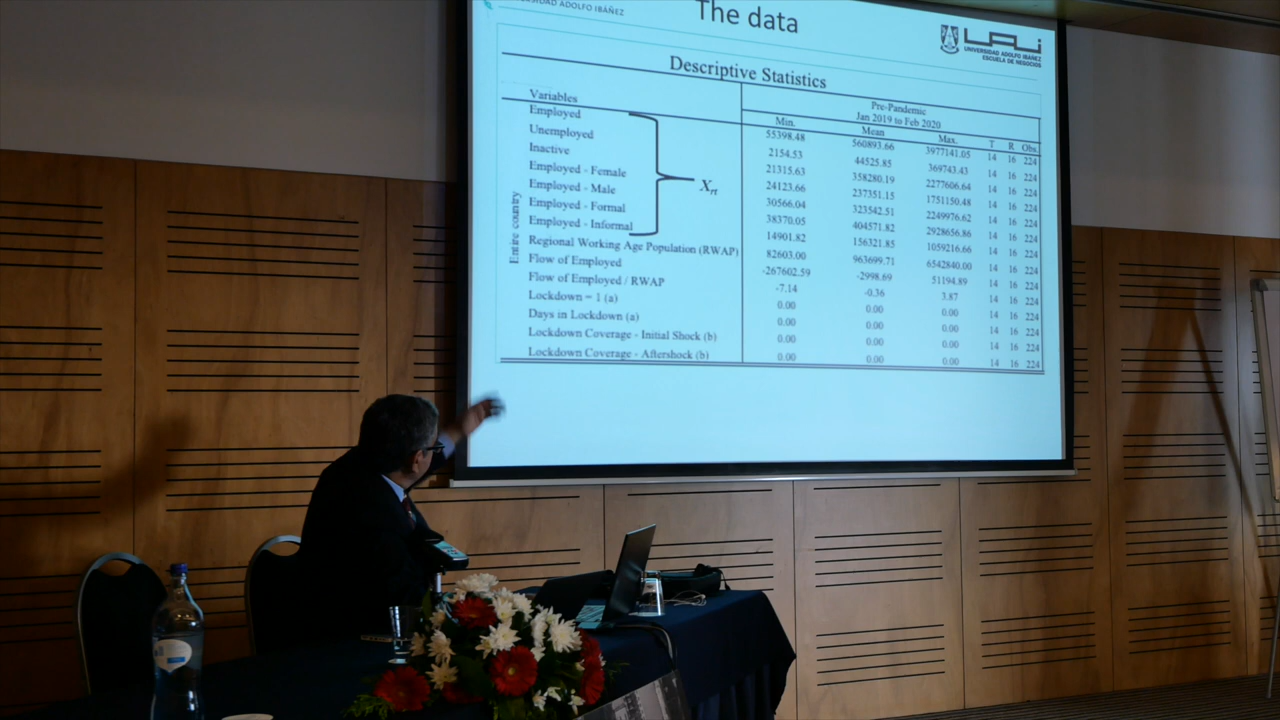 UNIVERSIDAD ADOLFO IBÁÑEZ
The data
UAI
UNIVERSIDAD ADOLFO IBÁÑEZ
ESCUELA DE NEGOCIOS
Descriptive Statistics
Variables
Pre-Pandemic
Jan 2019 to Feb 2020
Min. Mean Max. T R Obs.
Entire country
Employed 55398.48 560893.66 3977141.05 14 16 224
Unemployed 2154.53 44525.85 369743.43 14 16 224
Inactive 21315.63 358280.19 2277606.64 14 16 224
Employed - Female 24123.66 237351.15 1751150.48 14 16 224
Employed - Male 30566.04 323542.51 2249976.62 14 16 224
Employed - Formal 38370.05 404571.82 2928656.86 14 16 224
Employed - Informal 14901.82 156321.85 1059216.66 14 16 224
Xrt
Regional Working Age Population (RWAP) 82603.00 963699.71 6542840.00 14 16 224
Flow of Employed -267602.59 -2998.69 51194.89 14 16 224
Flow of Employed / RWAP -7.14 -0.36 3.87 14 16 224
Lockdown = 1 (a) 0.00 0.00 0.00 14 16 224
Days in Lockdown (a) 0.00 0.00 0.00 14 16 224
Lockdown Coverage - Initial Shock (b) 0.00 0.00 0.00 14 16 224
Lockdown Coverage - Aftershock (b) 0.00 0.00 0.00 14 16 224